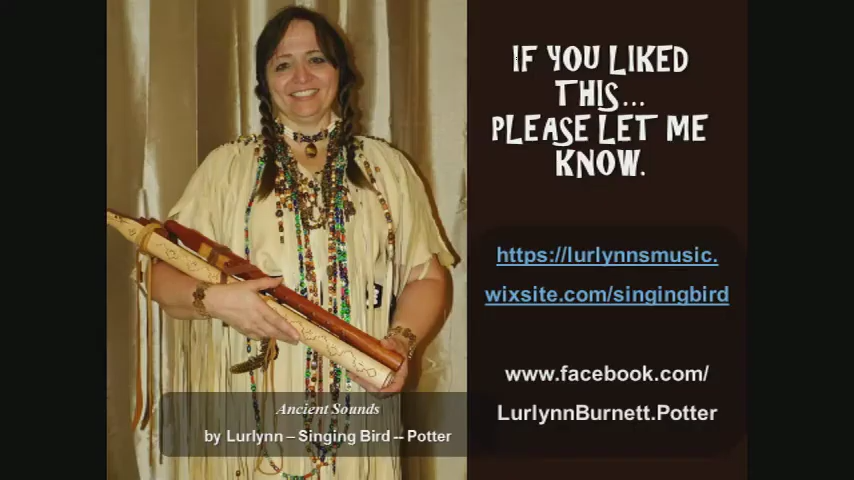 IF YOU LIKED
THIS...
PLEASE LET ME
KNOW.
https://lurlynnsmusic.
wixsite.com/singingbird
www.facebook.com/
LurlynnBurnett.Potter
Ancient Sounds
by Lurlynn – Singing Bird -- Potter